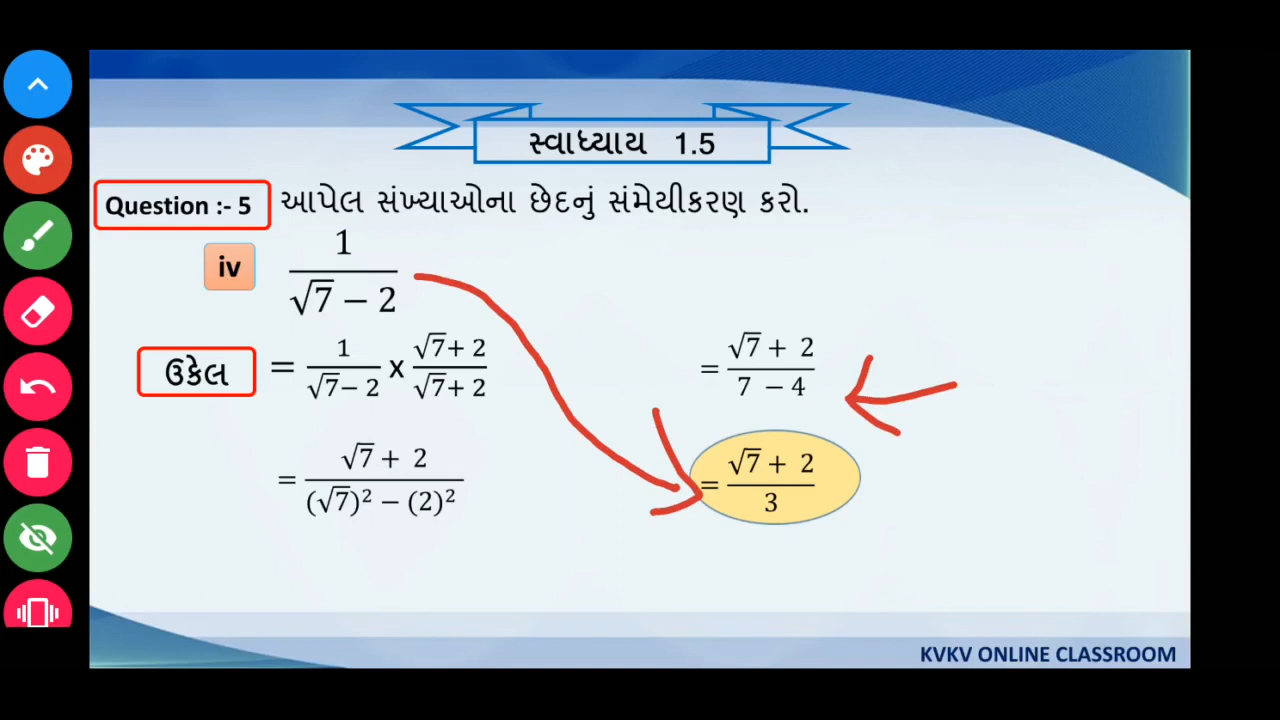 સ્વાધ્યાય 1.5
Question :- 5 આપેલ સંખ્યાઓના છેદનું સંમેયીકરણ કરો.
iv 1 / (√7 − 2)
ઉકેલ = 1 / (√7− 2) x (√7+ 2) / (√7+ 2)
= (√7+ 2) / ((√7)² − (2)²)
= (√7+ 2) / (7 − 4)
= (√7+ 2) / 3
KVKV ONLINE CLASSROOM